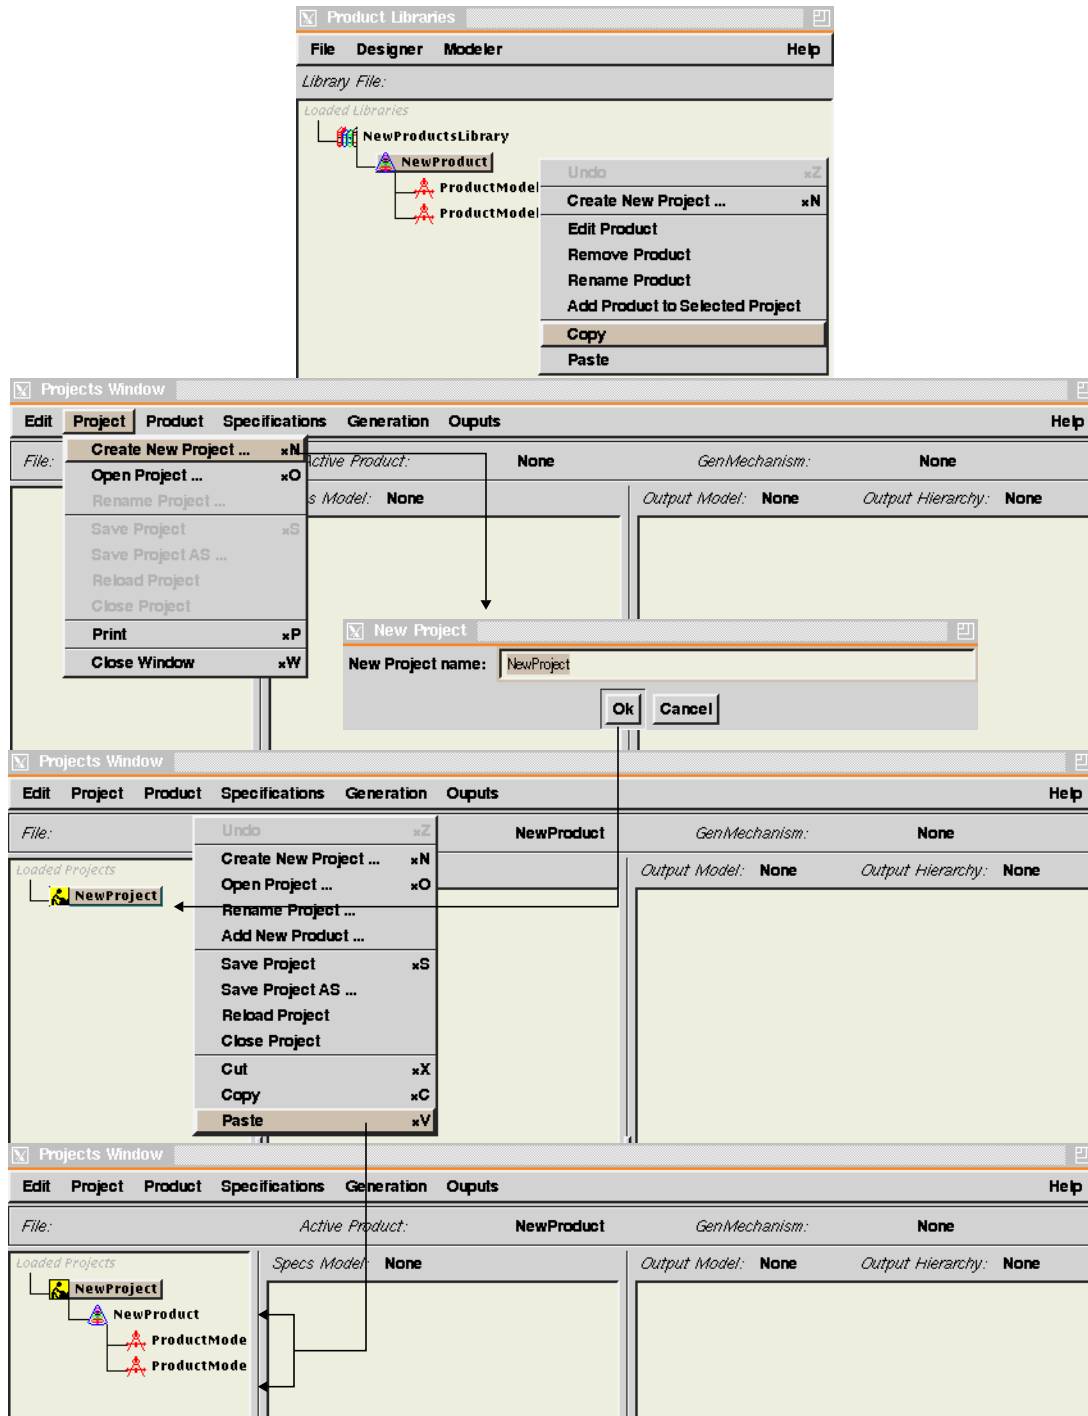 Product Libraries
File Designer Modeler Help
Library File:
Loaded Libraries
NewProductsLibrary
NewProduct
ProductModel
ProductModel
Undo ×Z
Create New Project ... ×N
Edit Product
Remove Product
Rename Product
Add Product to Selected Project
Copy
Paste
Projects Window
Edit Project Product Specifications Generation Ouputs Help
File: Active Product: None GenMechanism: None
s Model: None Output Model: None Output Hierarchy: None
Create New Project ... ×N
Open Project ... ×O
Rename Project ...
Save Project ×S
Save Project AS ...
Reload Project
Close Project
Print ×P
Close Window ×W
New Project
New Project name: NewProject
Ok Cancel
Projects Window
Edit Project Product Specifications Generation Ouputs Help
File: NewProduct GenMechanism: None
Loaded Projects Output Model: None Output Hierarchy: None
NewProject
Undo ×Z
Create New Project ... ×N
Open Project ... ×O
Rename Project ...
Add New Product ...
Save Project ×S
Save Project AS ...
Reload Project
Close Project
Cut ×X
Copy ×C
Paste ×V
Projects Window
Edit Project Product Specifications Generation Ouputs Help
File: Active Product: NewProduct GenMechanism: None
Loaded Projects Specs Model: None Output Model: None Output Hierarchy: None
NewProject
NewProduct
ProductMode
ProductMode